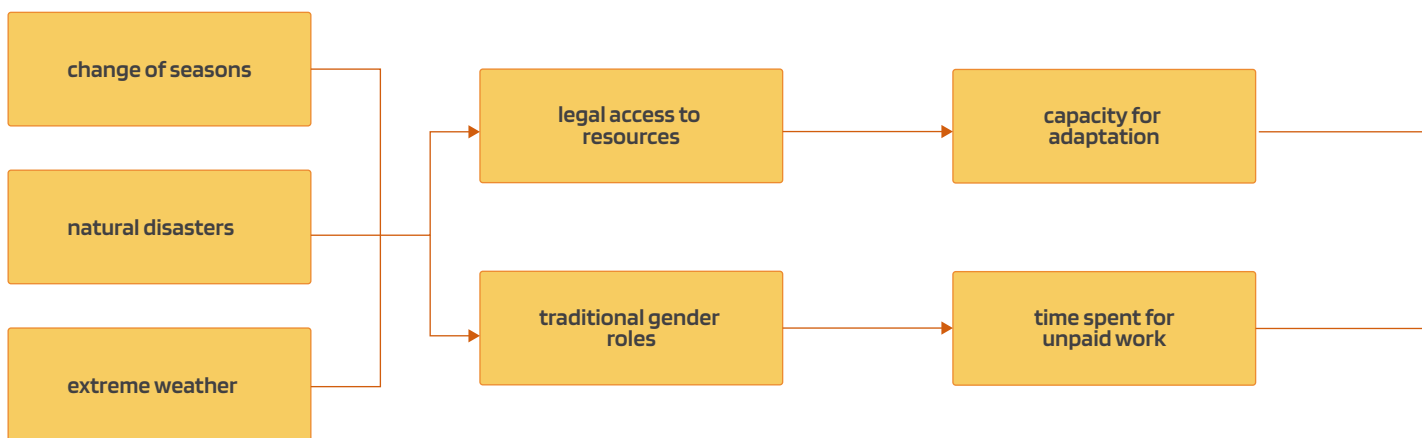 change of seasons
natural disasters
extreme weather
legal access to
resources
traditional gender
roles
capacity for
adaptation
time spent for
unpaid work